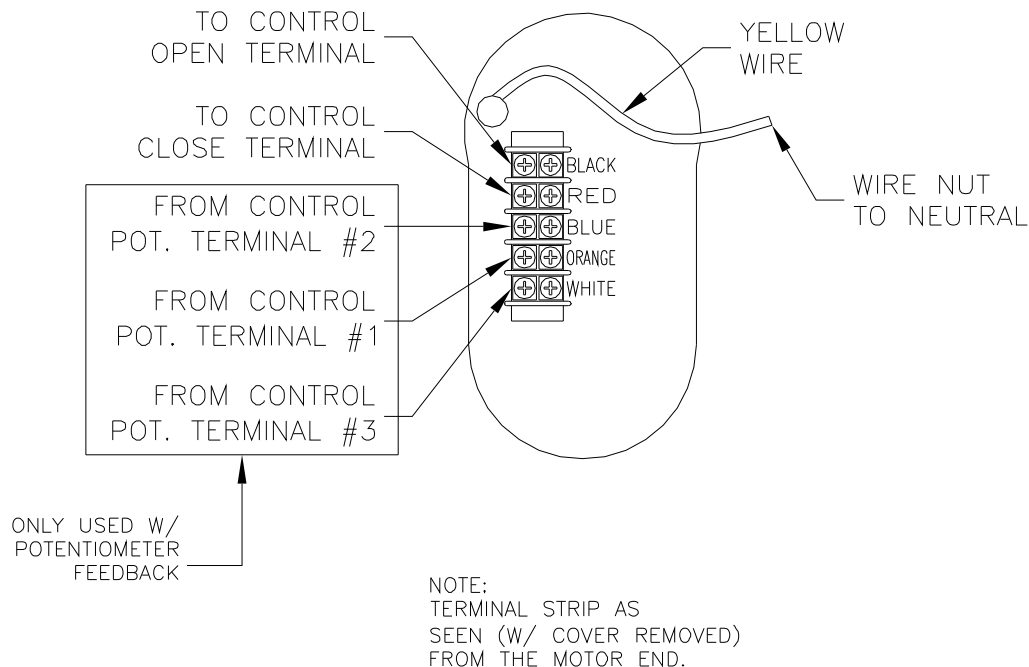 TO CONTROL
OPEN TERMINAL
TO CONTROL
CLOSE TERMINAL
FROM CONTROL
POT. TERMINAL #2
FROM CONTROL
POT. TERMINAL #1
FROM CONTROL
POT. TERMINAL #3
ONLY USED W/
POTENTIOMETER
FEEDBACK
BLACK
RED
BLUE
ORANGE
WHITE
YELLOW
WIRE
WIRE NUT
TO NEUTRAL
NOTE:
TERMINAL STRIP AS
SEEN (W/ COVER REMOVED)
FROM THE MOTOR END.